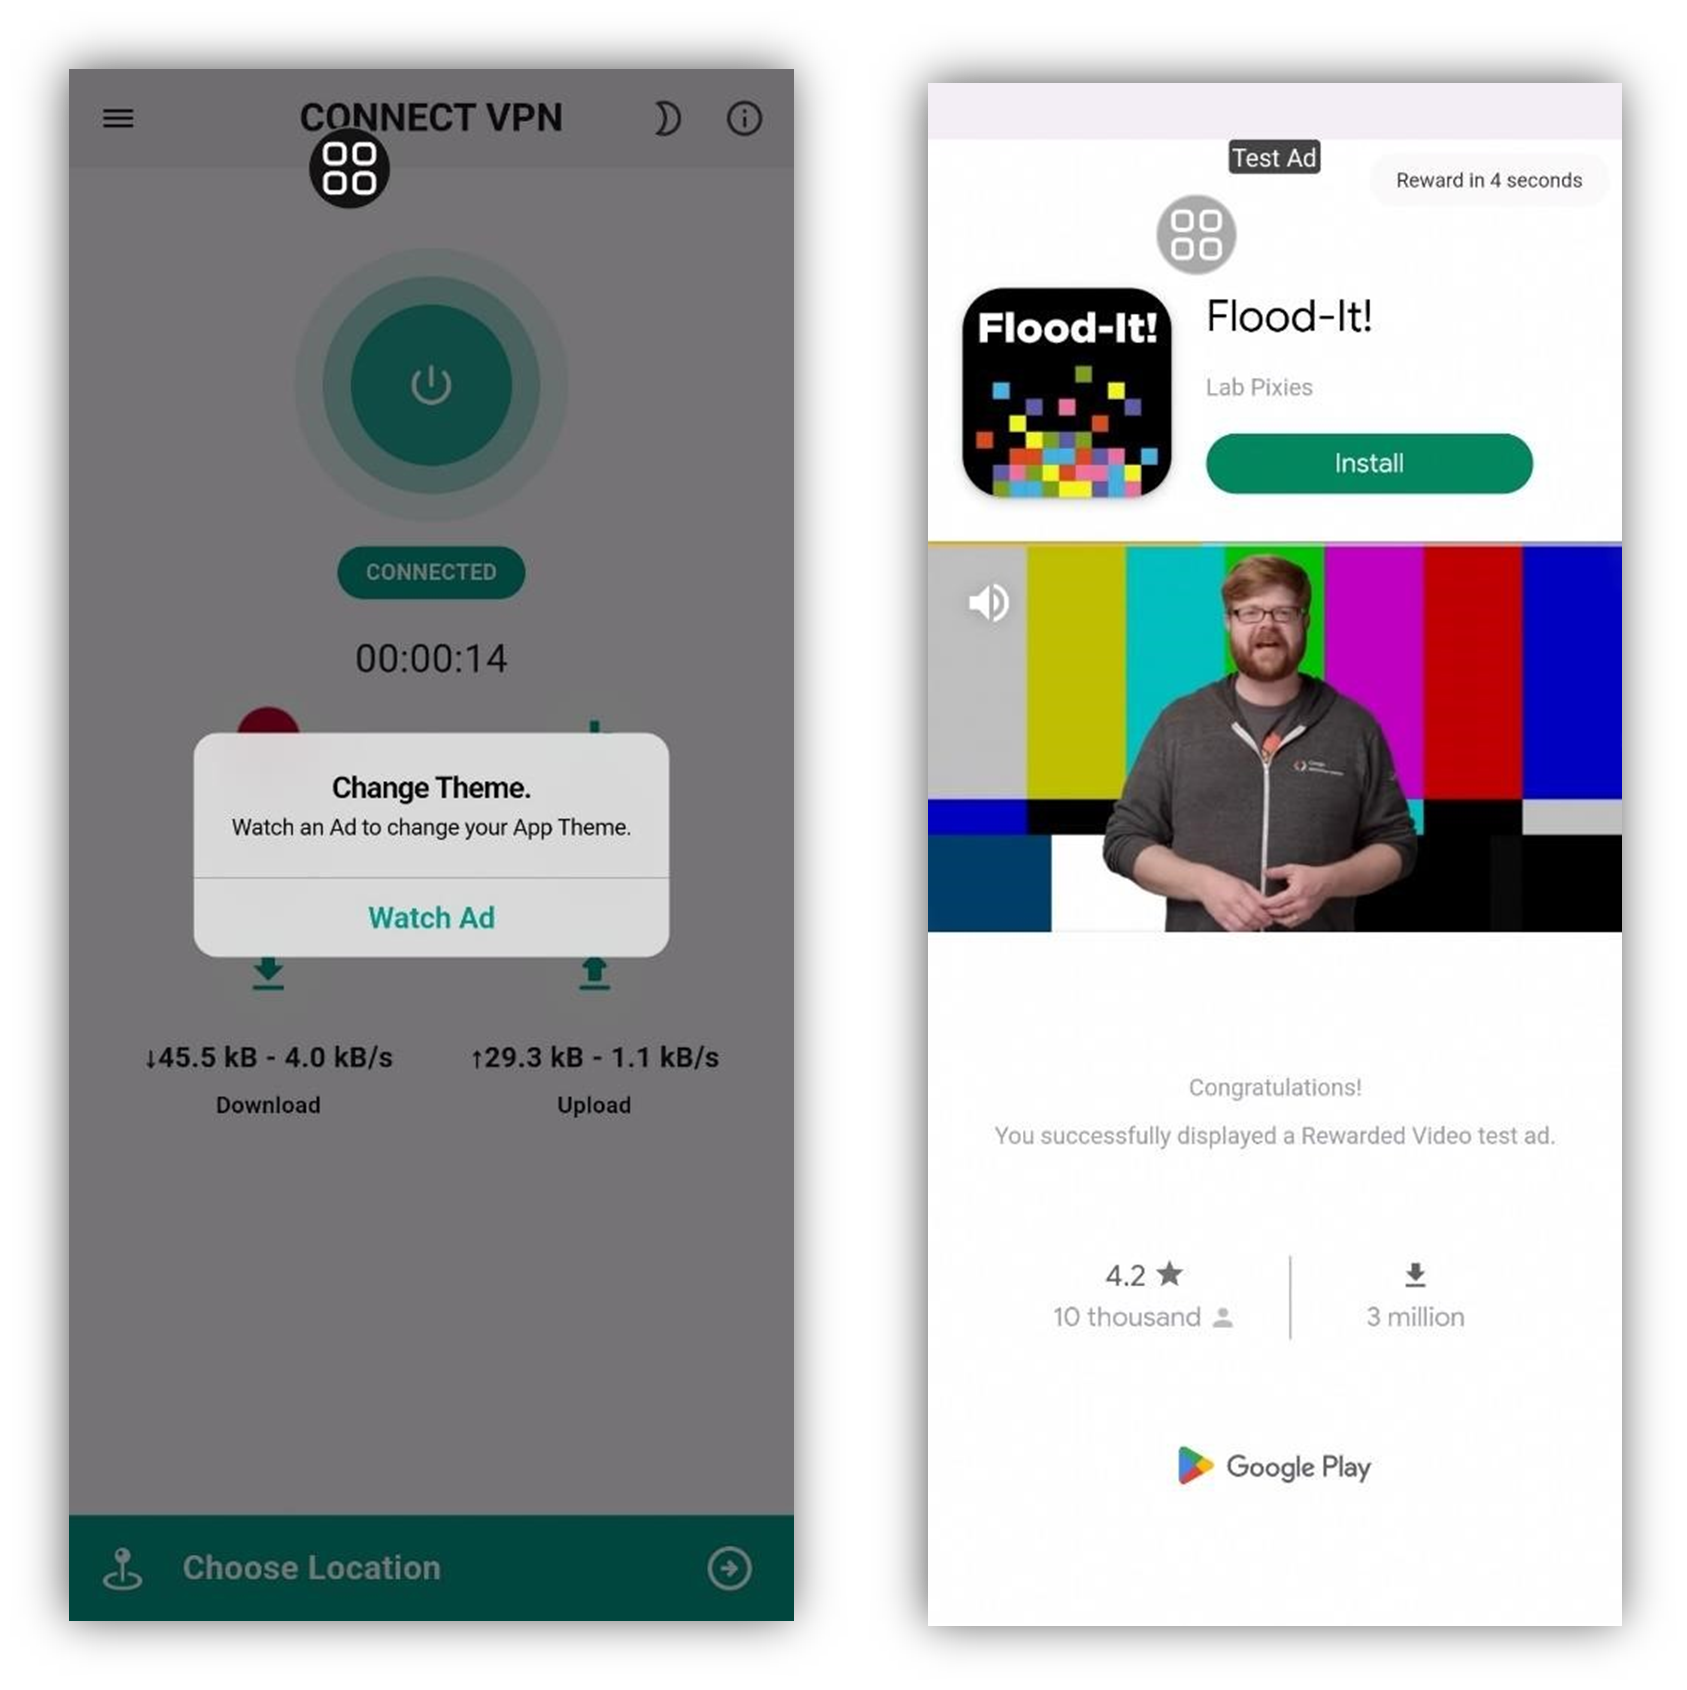 CONNECT VPN
CONNECTED
00:00:14
Change Theme.
Watch an Ad to change your App Theme.
Watch Ad
↓45.5 kB - 4.0 kB/s
↑29.3 kB - 1.1 kB/s
Download
Upload
Choose Location
Test Ad
Reward in 4 seconds
Flood-It!
Flood-It!
Lab Pixies
Install
Congratulations!
You successfully displayed a Rewarded Video test ad.
4.2 ★
10 thousand
3 million
Google Play